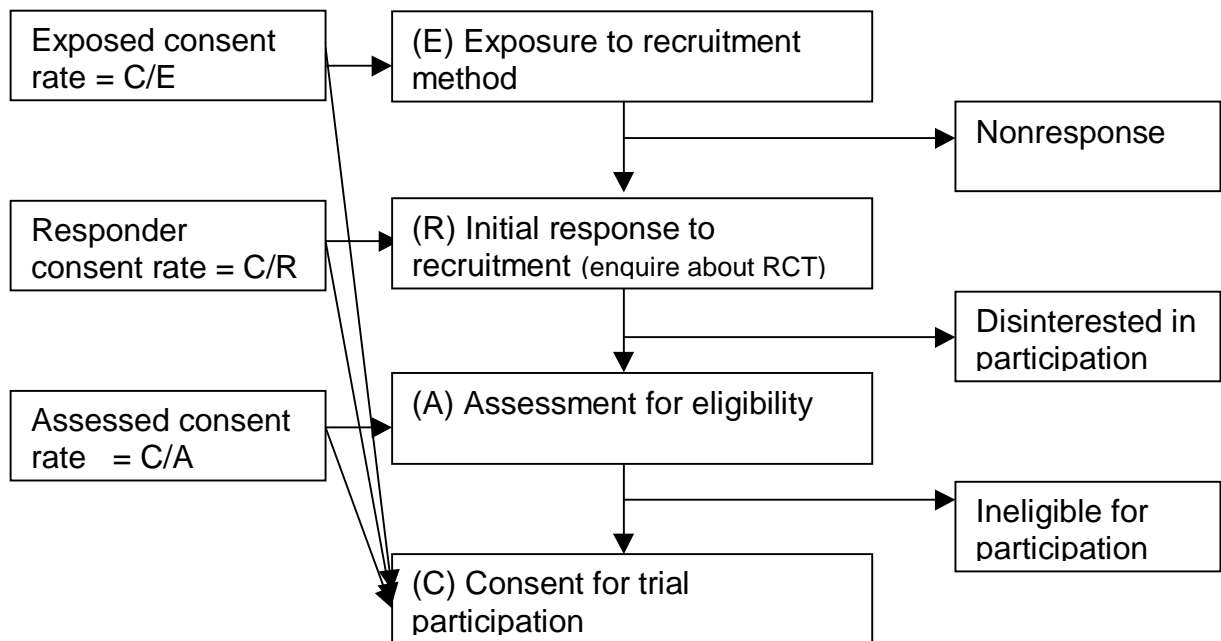 Exposed consent
rate = C/E
(E) Exposure to recruitment
method
Nonresponse
Responder
consent rate = C/R
(R) Initial response to
recruitment (enquire about RCT)
Disinterested in
participation
Assessed consent
rate   = C/A
(A) Assessment for eligibility
Ineligible for
participation
(C) Consent for trial
participation